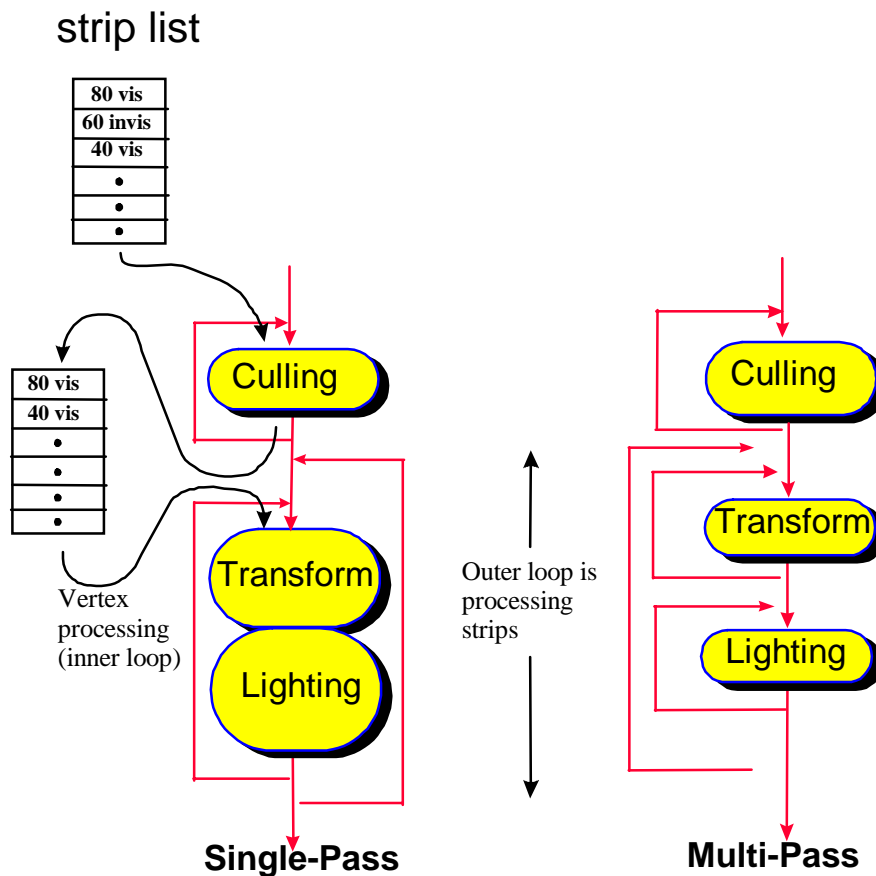 strip list
80 vis
60 invis
40 vis
Culling
80 vis
40 vis
Transform
Lighting
Vertex
processing
(inner loop)
Single-Pass
Outer loop is
processing
strips
Culling
Transform
Lighting
Multi-Pass